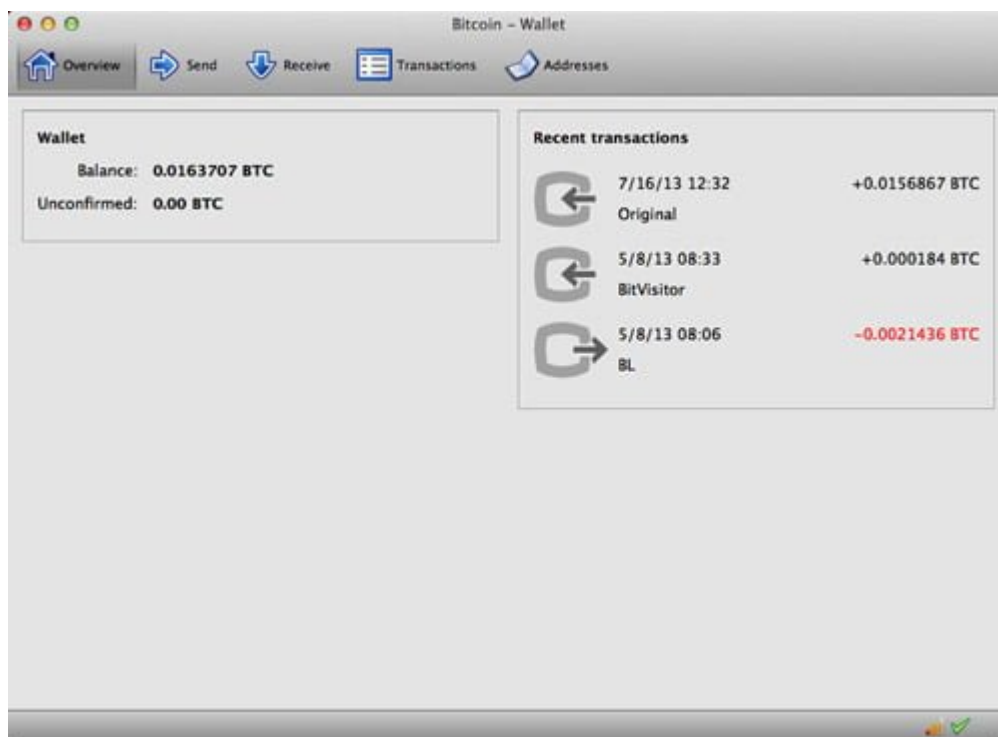 Bitcoin – Wallet
Overview Send Receive Transactions Addresses
Wallet
Balance: 0.0163707 BTC
Unconfirmed: 0.00 BTC
Recent transactions
7/16/13 12:32 +0.0156867 BTC
Original
5/8/13 08:33 +0.000184 BTC
BitVisitor
5/8/13 08:06 -0.0021436 BTC
BL